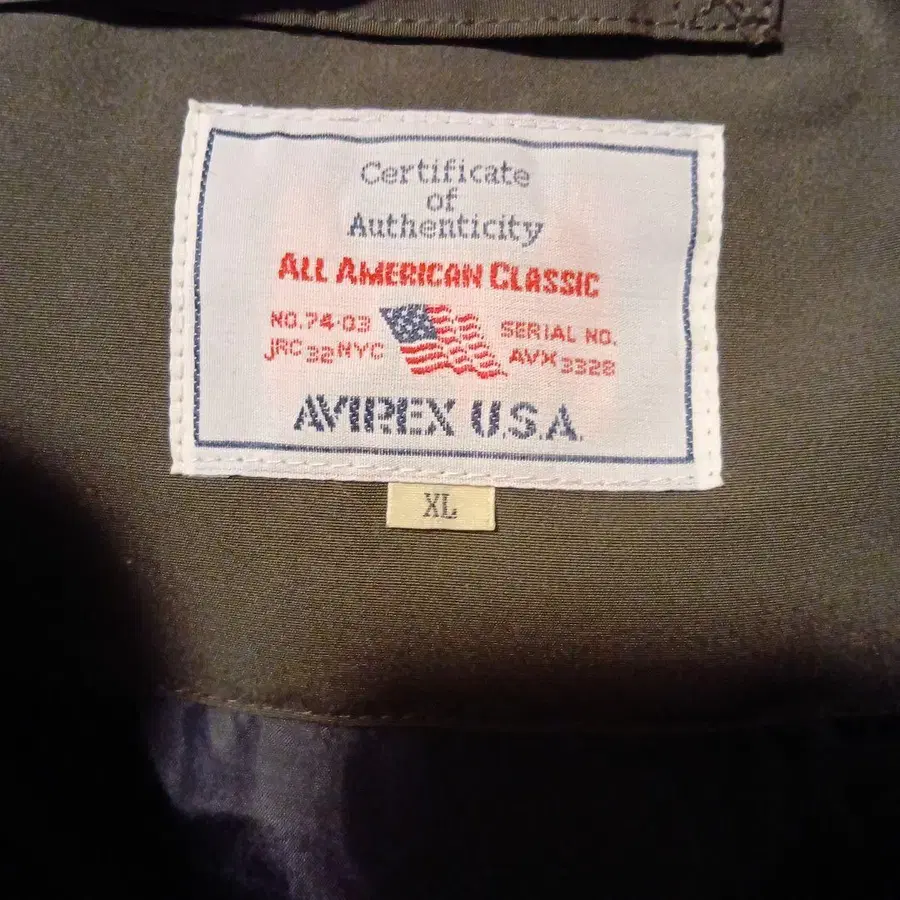 Certificate
of
Authenticity
ALL AMERICAN CLASSIC
NO.74-03
JRC 32 NYC
SERIAL NO.
AVX 3328
AVIREX U.S.A.
XL